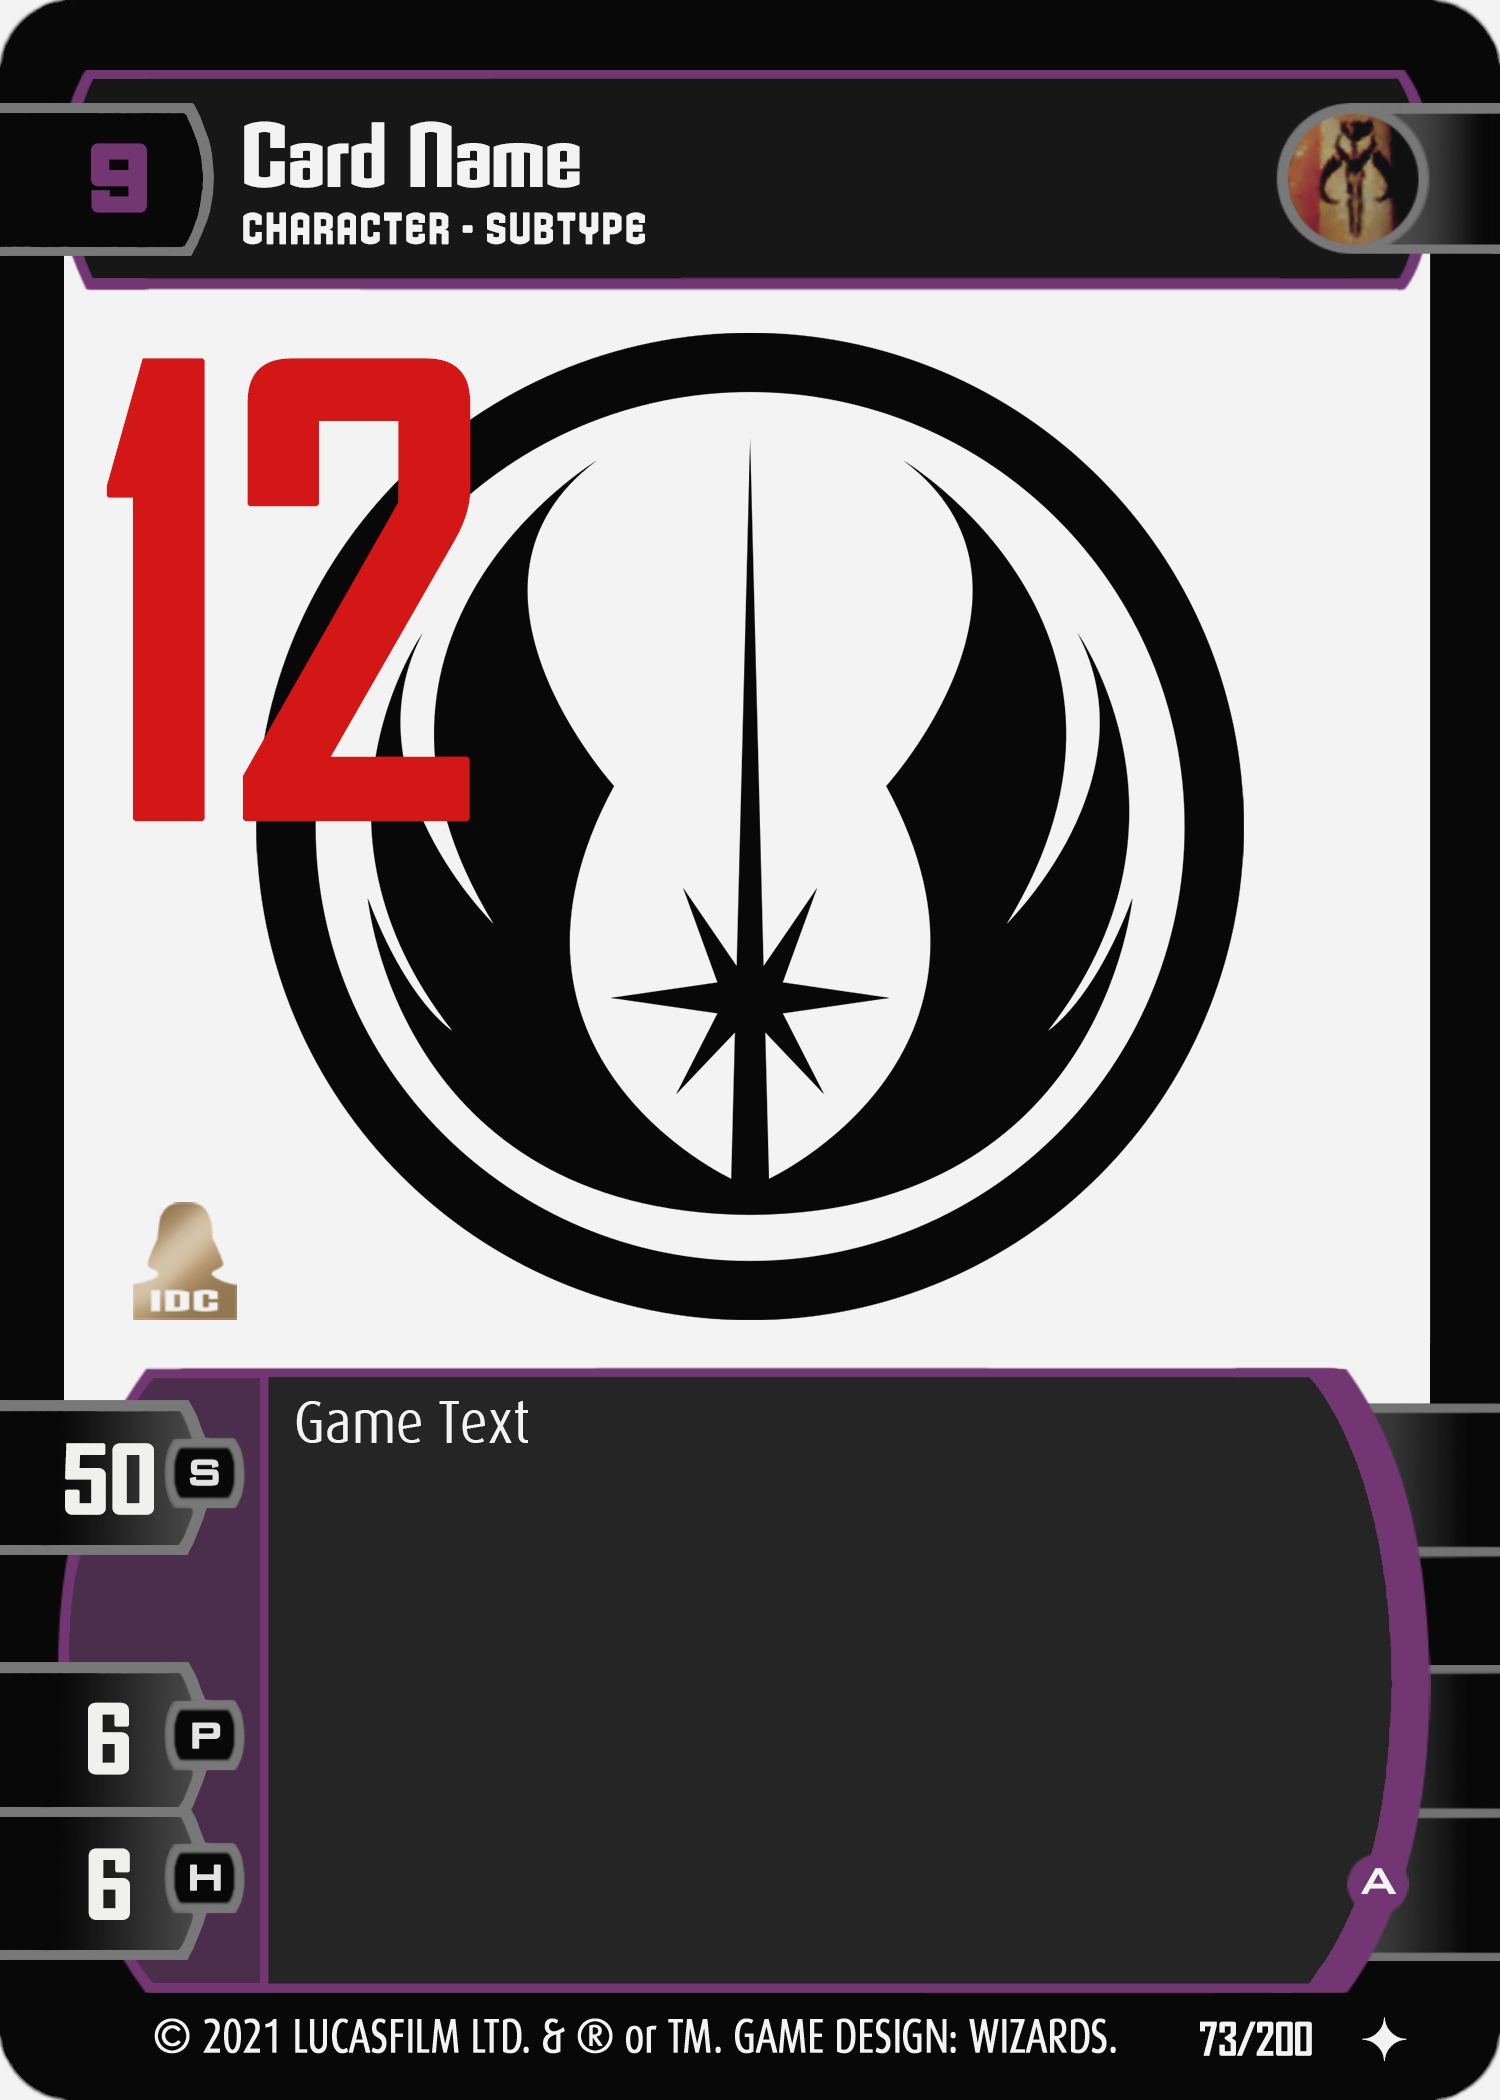 9
Card Name
CHARACTER - SUBTYPE
12
IDC
50 S
Game Text
6 P
6 H
A
© 2021 LUCASFILM LTD. & ® or TM. GAME DESIGN: WIZARDS. 73/200